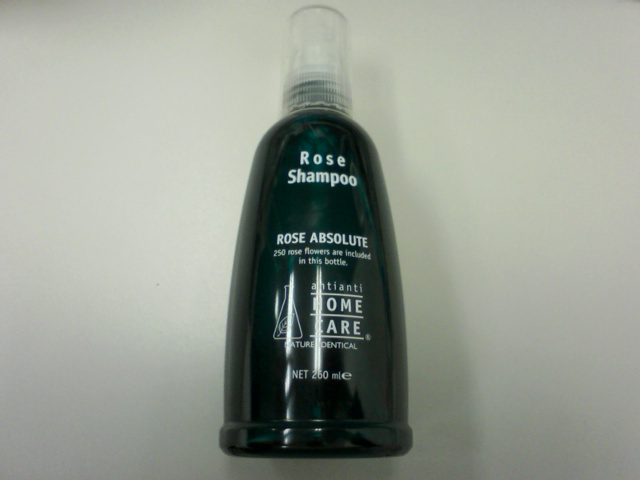 Rose
Shampoo
ROSE ABSOLUTE
250 rose flowers are included
in this bottle.
antianti
HOME
CARE ®
NATURE IDENTICAL
NET 260 ml e